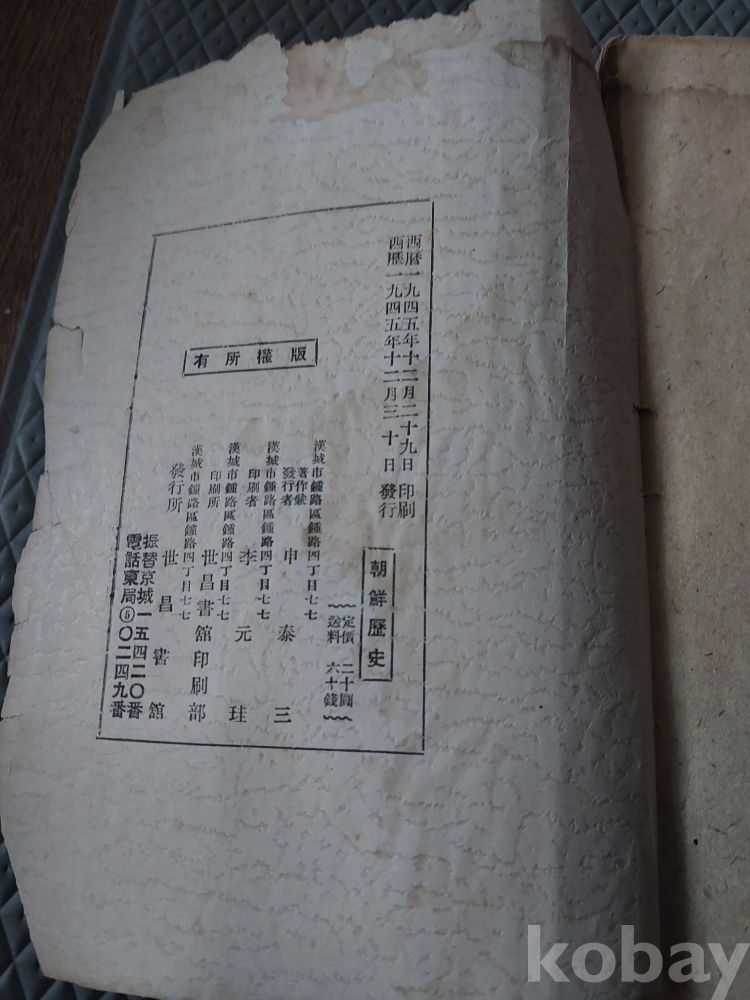 西曆一九四五年十二月二十九日 印刷
西歷一九四五年十二月三十日 發行
朝鮮歷史
定價 二十圓
送料 六十錢
版權所有
漢城市鍾路區鍾路四丁目七七
著作兼
發行者 申泰三
漢城市鍾路區鍾路四丁目七七
印刷者 李元珪
漢城市鍾路區鍾路四丁目七七
印刷所 世昌書舘印刷部
漢城市鍾路區鍾路四丁目七七
發行所 世昌書舘
振替京城一五四二〇番
電話東局⑤〇二四九番
kobay